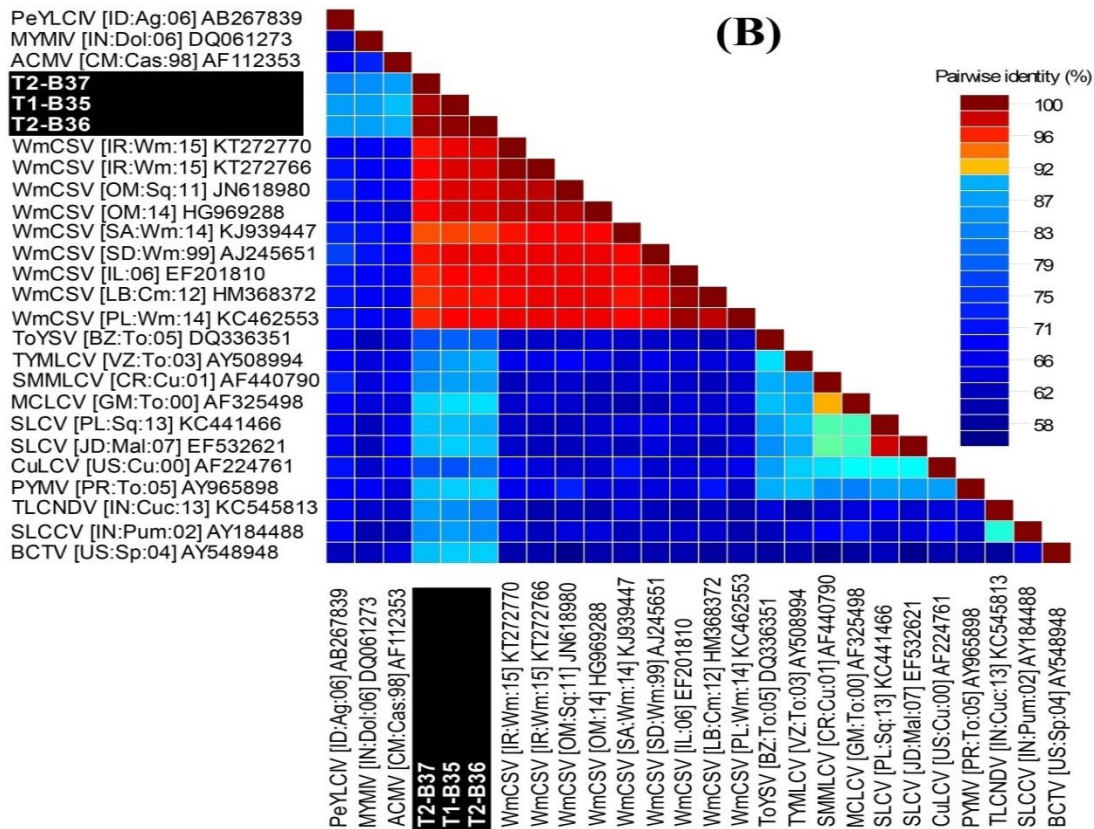 (B)
PeYLCIV [ID:Ag:06] AB267839
MYMIV [IN:Dol:06] DQ061273
ACMV [CM:Cas:98] AF112353
T2-B37
T1-B35
T2-B36
WmCSV [IR:Wm:15] KT272770
WmCSV [IR:Wm:15] KT272766
WmCSV [OM:Sq:11] JN618980
WmCSV [OM:14] HG969288
WmCSV [SA:Wm:14] KJ939447
WmCSV [SD:Wm:99] AJ245651
WmCSV [IL:06] EF201810
WmCSV [LB:Cm:12] HM368372
WmCSV [PL:Wm:14] KC462553
ToYSV [BZ:To:05] DQ336351
TYMLCV [VZ:To:03] AY508994
SMMLCV [CR:Cu:01] AF440790
MCLCV [GM:To:00] AF325498
SLCV [PL:Sq:13] KC441466
SLCV [JD:Mal:07] EF532621
CuLCV [US:Cu:00] AF224761
PYMV [PR:To:05] AY965898
TLCNDV [IN:Cuc:13] KC545813
SLCCV [IN:Pum:02] AY184488
BCTV [US:Sp:04] AY548948
Pairwise identity (%)
100
96
92
87
83
79
75
71
66
62
58
PeYLCIV [ID:Ag:06] AB267839
MYMIV [IN:Dol:06] DQ061273
ACMV [CM:Cas:98] AF112353
T2-B37
T1-B35
T2-B36
WmCSV [IR:Wm:15] KT272770
WmCSV [IR:Wm:15] KT272766
WmCSV [OM:Sq:11] JN618980
WmCSV [OM:14] HG969288
WmCSV [SA:Wm:14] KJ939447
WmCSV [SD:Wm:99] AJ245651
WmCSV [IL:06] EF201810
WmCSV [LB:Cm:12] HM368372
WmCSV [PL:Wm:14] KC462553
ToYSV [BZ:To:05] DQ336351
TYMLCV [VZ:To:03] AY508994
SMMLCV [CR:Cu:01] AF440790
MCLCV [GM:To:00] AF325498
SLCV [PL:Sq:13] KC441466
SLCV [JD:Mal:07] EF532621
CuLCV [US:Cu:00] AF224761
PYMV [PR:To:05] AY965898
TLCNDV [IN:Cuc:13] KC545813
SLCCV [IN:Pum:02] AY184488
BCTV [US:Sp:04] AY548948